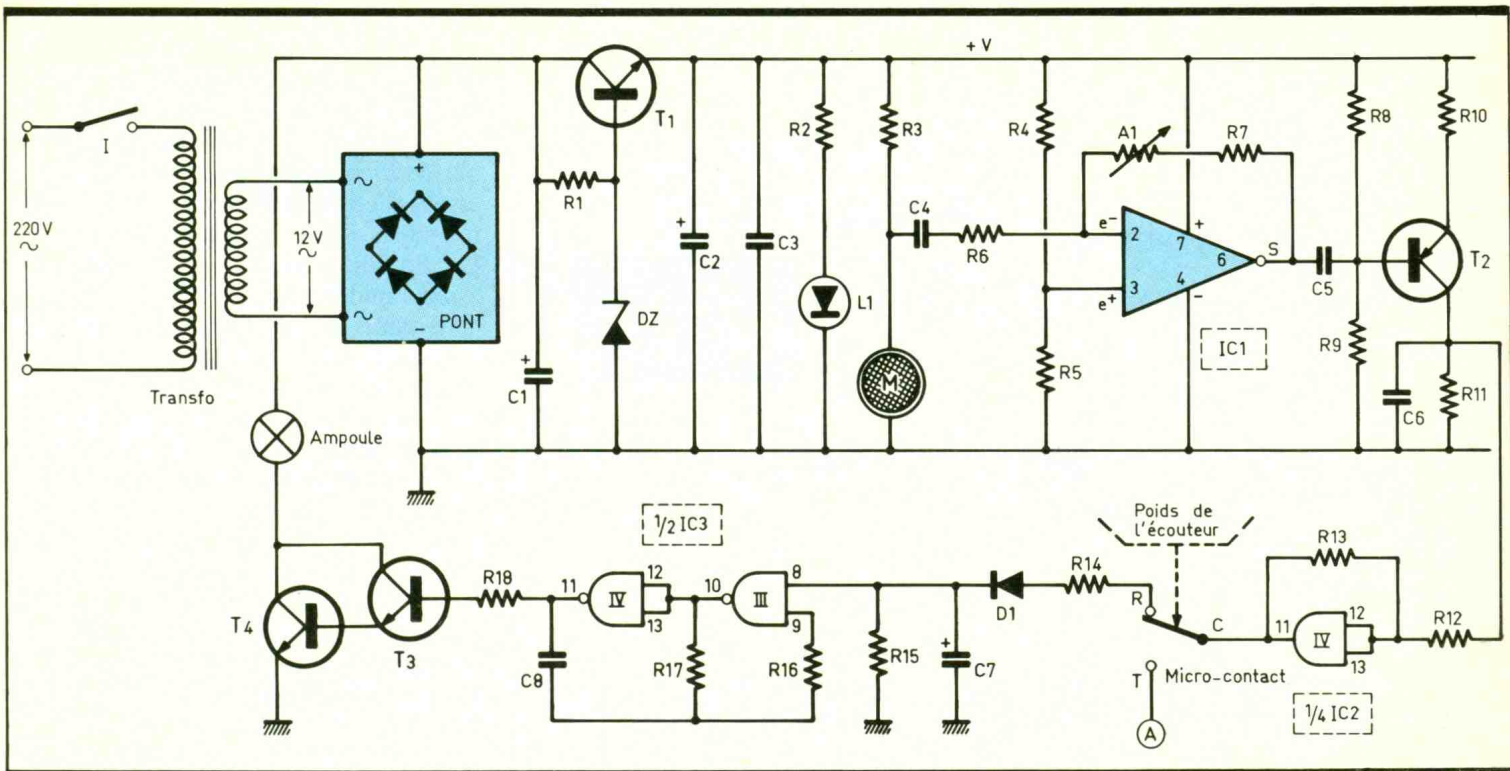 + V
I
220 V
~
Transfo
12 V
~
~
~
+
-
PONT
Ampoule
C1
+
R1
T1
DZ
+
C2
C3
R2
L1
R3
M
C4
R6
R4
R5
A1
R7
e-
2
e+
3
7
+
4
-
6
S
IC1
C5
R8
R9
R10
T2
C6
R11
T4
T3
R18
1/2 IC3
11
IV
12
13
C8
R17
10
III
8
9
R16
R15
+
C7
D1
R14
Poids de
l'écouteur
R
C
T
Micro-contact
A
R13
11
IV
12
13
R12
1/4 IC2